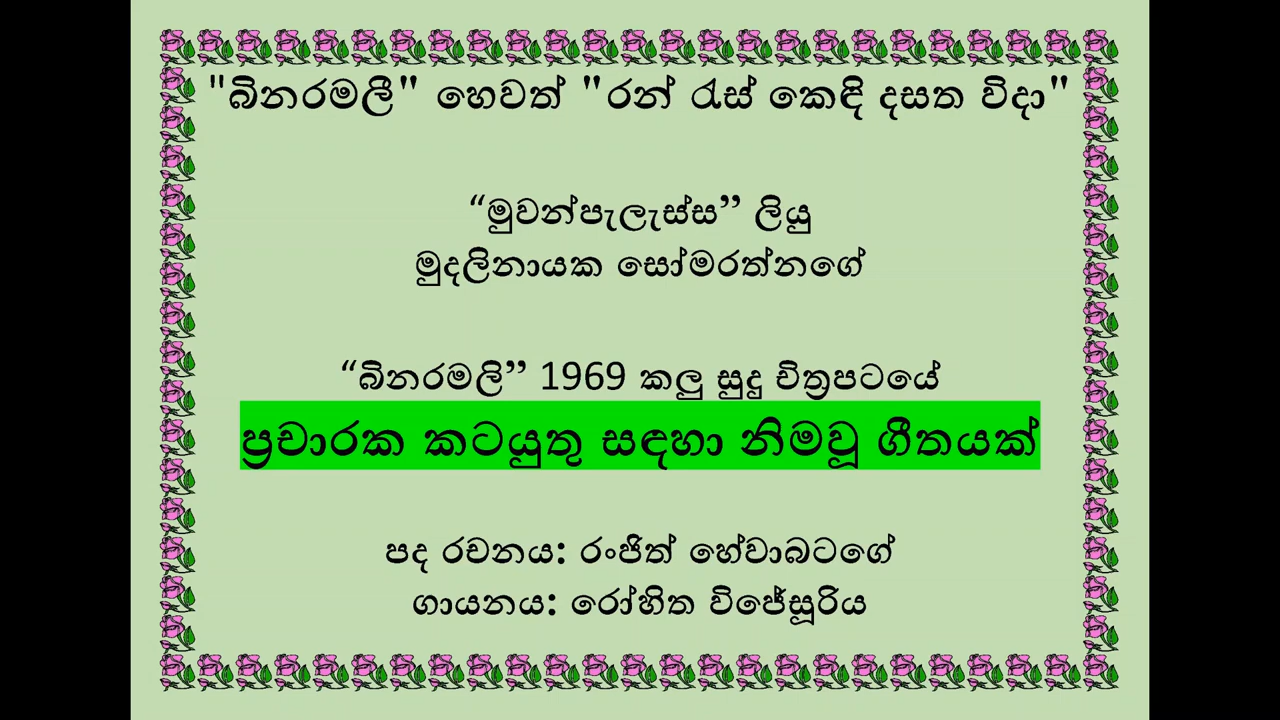 "බිනරමලී" හෙවත් "රන් රැස් කෙඳි දසත විදා"
“මුවන්පැලැස්ස” ලියු
මුදලිනායක සෝමරත්නගේ
“බිනරමලි” 1969 කලු සුදු චිත්‍රපටයේ
ප්‍රචාරක කටයුතු සඳහා නිමවූ ගීතයක්
පද රචනය: රංජිත් හේවාබටගේ
ගායනය: රෝහිත විජේසූරිය